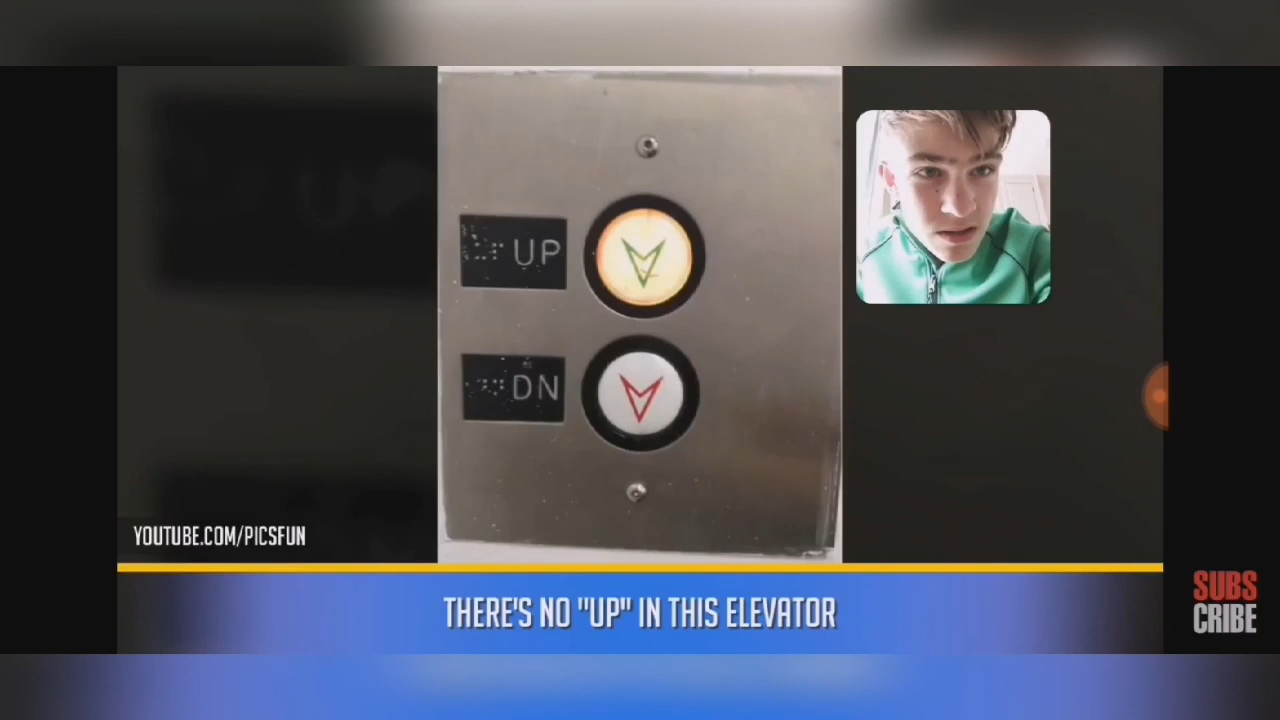 UP
DN
YOUTUBE.COM/PICSFUN
THERE'S NO "UP" IN THIS ELEVATOR
SUBS
CRIBE